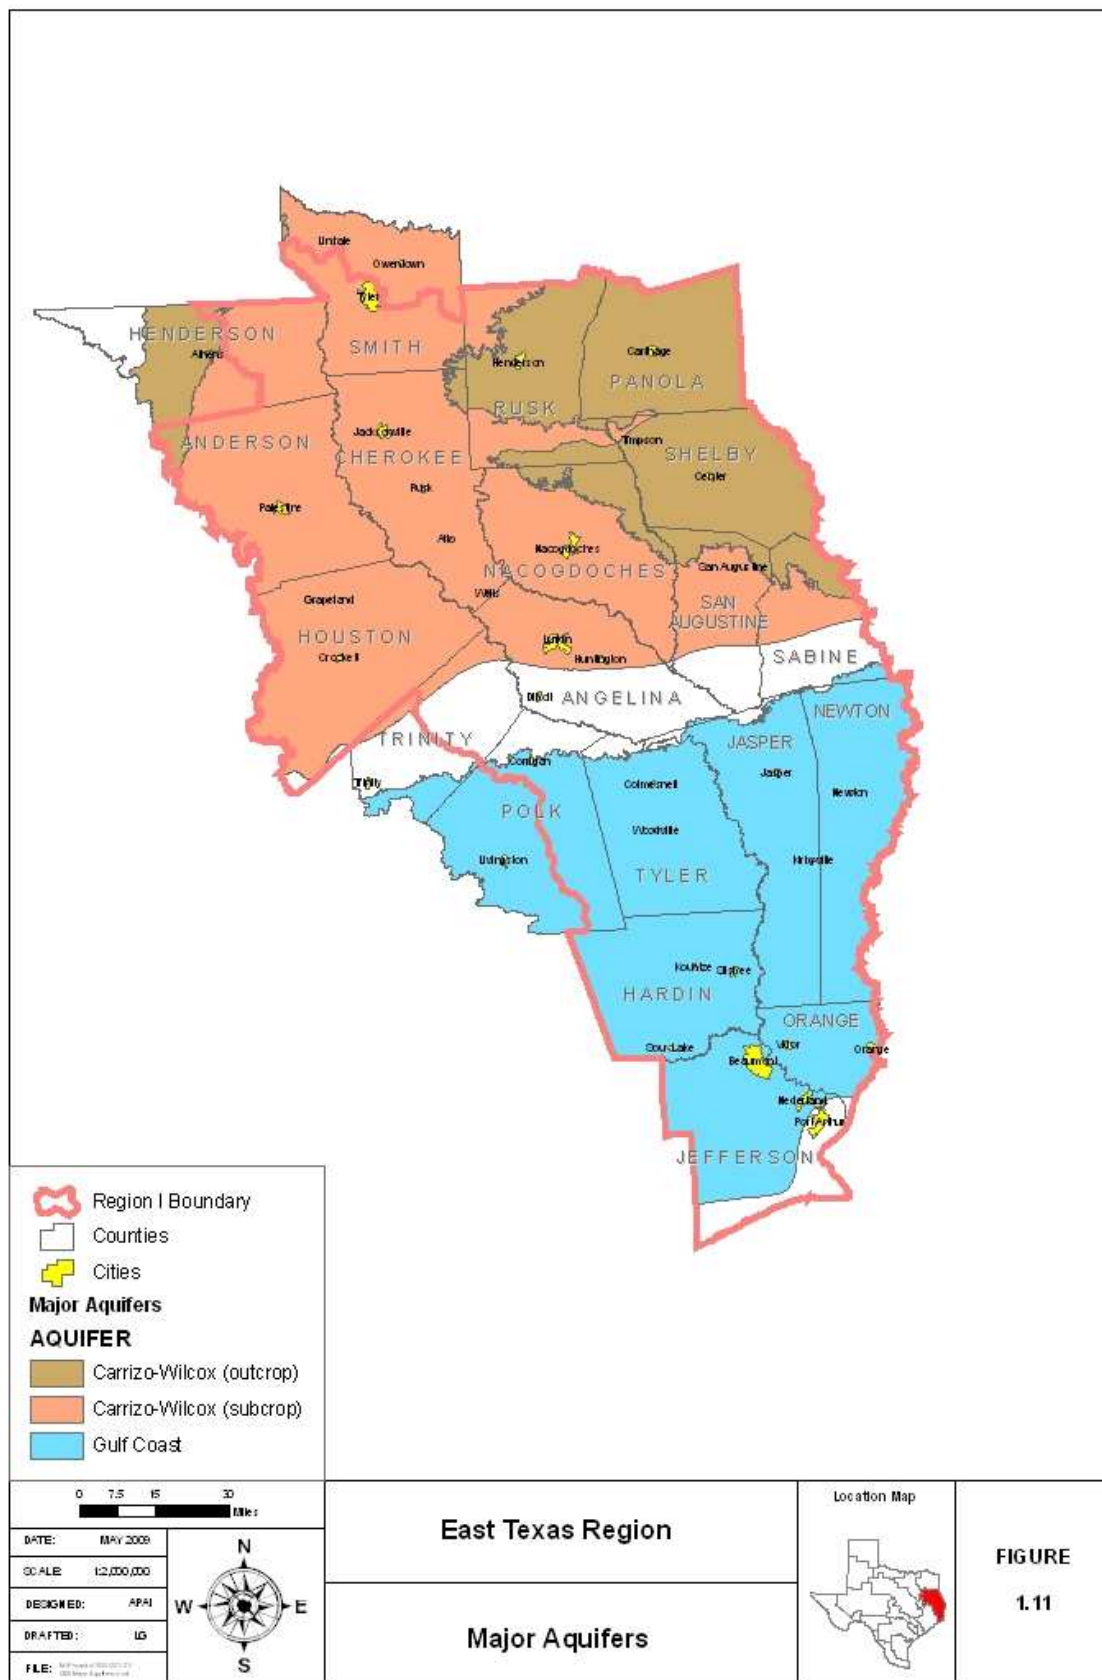 Lindale
Owentown
Tyler
HENDERSON
Athens
SMITH
Henderson
Carthage
PANOLA
RUSK
Jacksonville
ANDERSON
CHEROKEE
Timpson
SHELBY
Center
Rusk
Palestine
Alto
Nacogdoches
NACOGDOCHES
San Augustine
Wells
Grapeland
SAN
AUGUSTINE
HOUSTON
Lufkin
Crockett
Huntington
SABINE
Diboll
ANGELINA
NEWTON
TRINITY
JASPER
Corrigan
Trinity
Colmesneil
Jasper
Newton
POLK
Woodville
Livingston
Kirbyville
TYLER
Kountze
Silsbee
HARDIN
ORANGE
Sour Lake
Vidor
Orange
Beaumont
Nederland
Port Arthur
JEFFERSON
Region I Boundary
Counties
Cities
Major Aquifers
AQUIFER
Carrizo-Wilcox (outcrop)
Carrizo-Wilcox (subcrop)
Gulf Coast
0 7.5 15 30
Miles
DATE: MAY 2009
SCALE: 1:2,000,000
DESIGNED: APAI
DRAFTED: LG
FILE:
N
W E
S
East Texas Region
Major Aquifers
Location Map
FIGURE
1.11